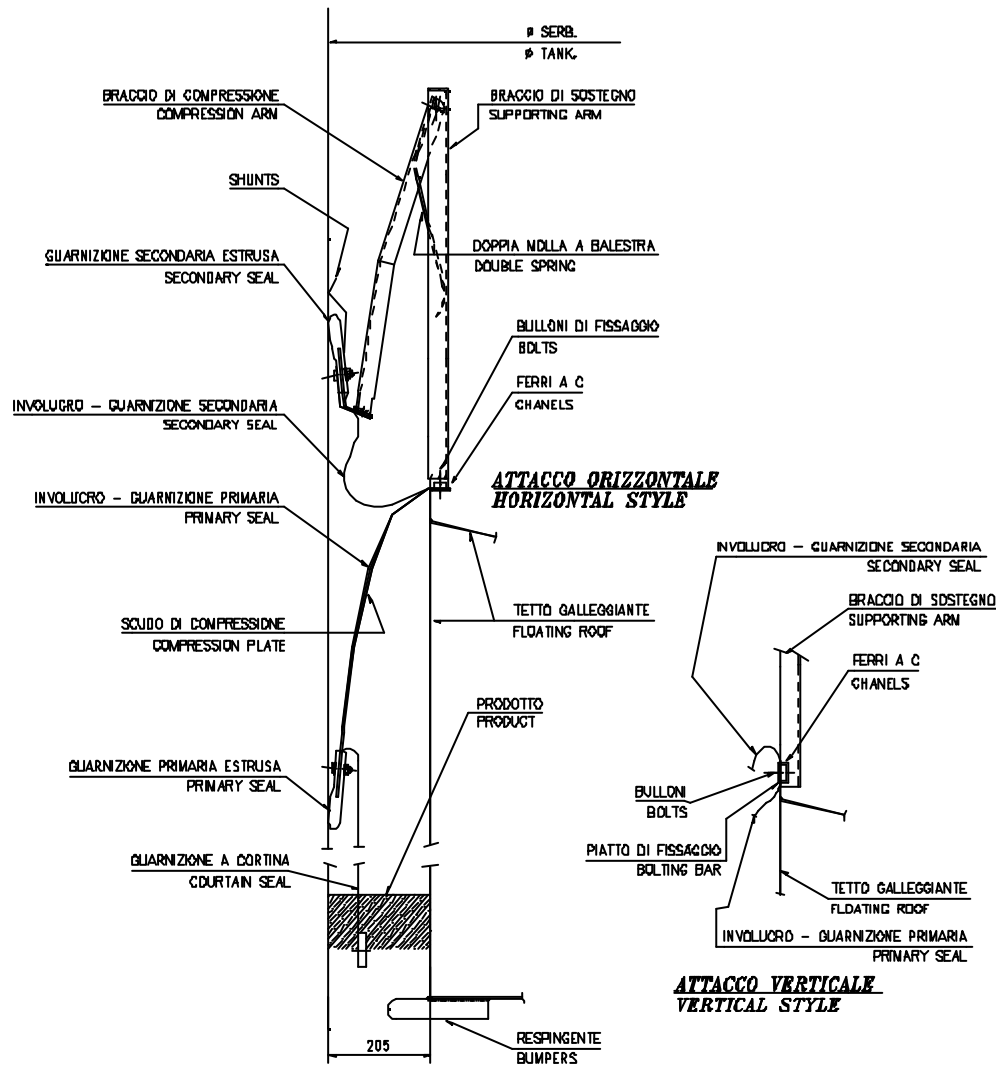 ø SERB.
ø TANK.
BRACCIO DI COMPRESSIONE
COMPRESSION ARM
BRACCIO DI SOSTEGNO
SUPPORTING ARM
SHUNTS
GUARNIZIONE SECONDARIA ESTRUSA
SECONDARY SEAL
DOPPIA MOLLA A BALESTRA
DOUBLE SPRING
BULLONI DI FISSAGGIO
BOLTS
FERRI A C
CHANELS
INVOLUCRO - GUARNIZIONE SECONDARIA
SECONDARY SEAL
ATTACCO ORIZZONTALE
HORIZONTAL STYLE
INVOLUCRO - GUARNIZIONE PRIMARIA
PRIMARY SEAL
SCUDO DI COMPRESSIONE
COMPRESSION PLATE
TETTO GALLEGGIANTE
FLOATING ROOF
PRODOTTO
PRODUCT
GUARNIZIONE PRIMARIA ESTRUSA
PRIMARY SEAL
GUARNIZIONE A CORTINA
COURTAIN SEAL
205
RESPINGENTE
BUMPERS
INVOLUCRO - GUARNIZIONE SECONDARIA
SECONDARY SEAL
BRACCIO DI SOSTEGNO
SUPPORTING ARM
FERRI A C
CHANELS
BULLONI
BOLTS
PIATTO DI FISSAGGIO
BOLTING BAR
TETTO GALLEGGIANTE
FLOATING ROOF
INVOLUCRO - GUARNIZIONE PRIMARIA
PRIMARY SEAL
ATTACCO VERTICALE
VERTICAL STYLE